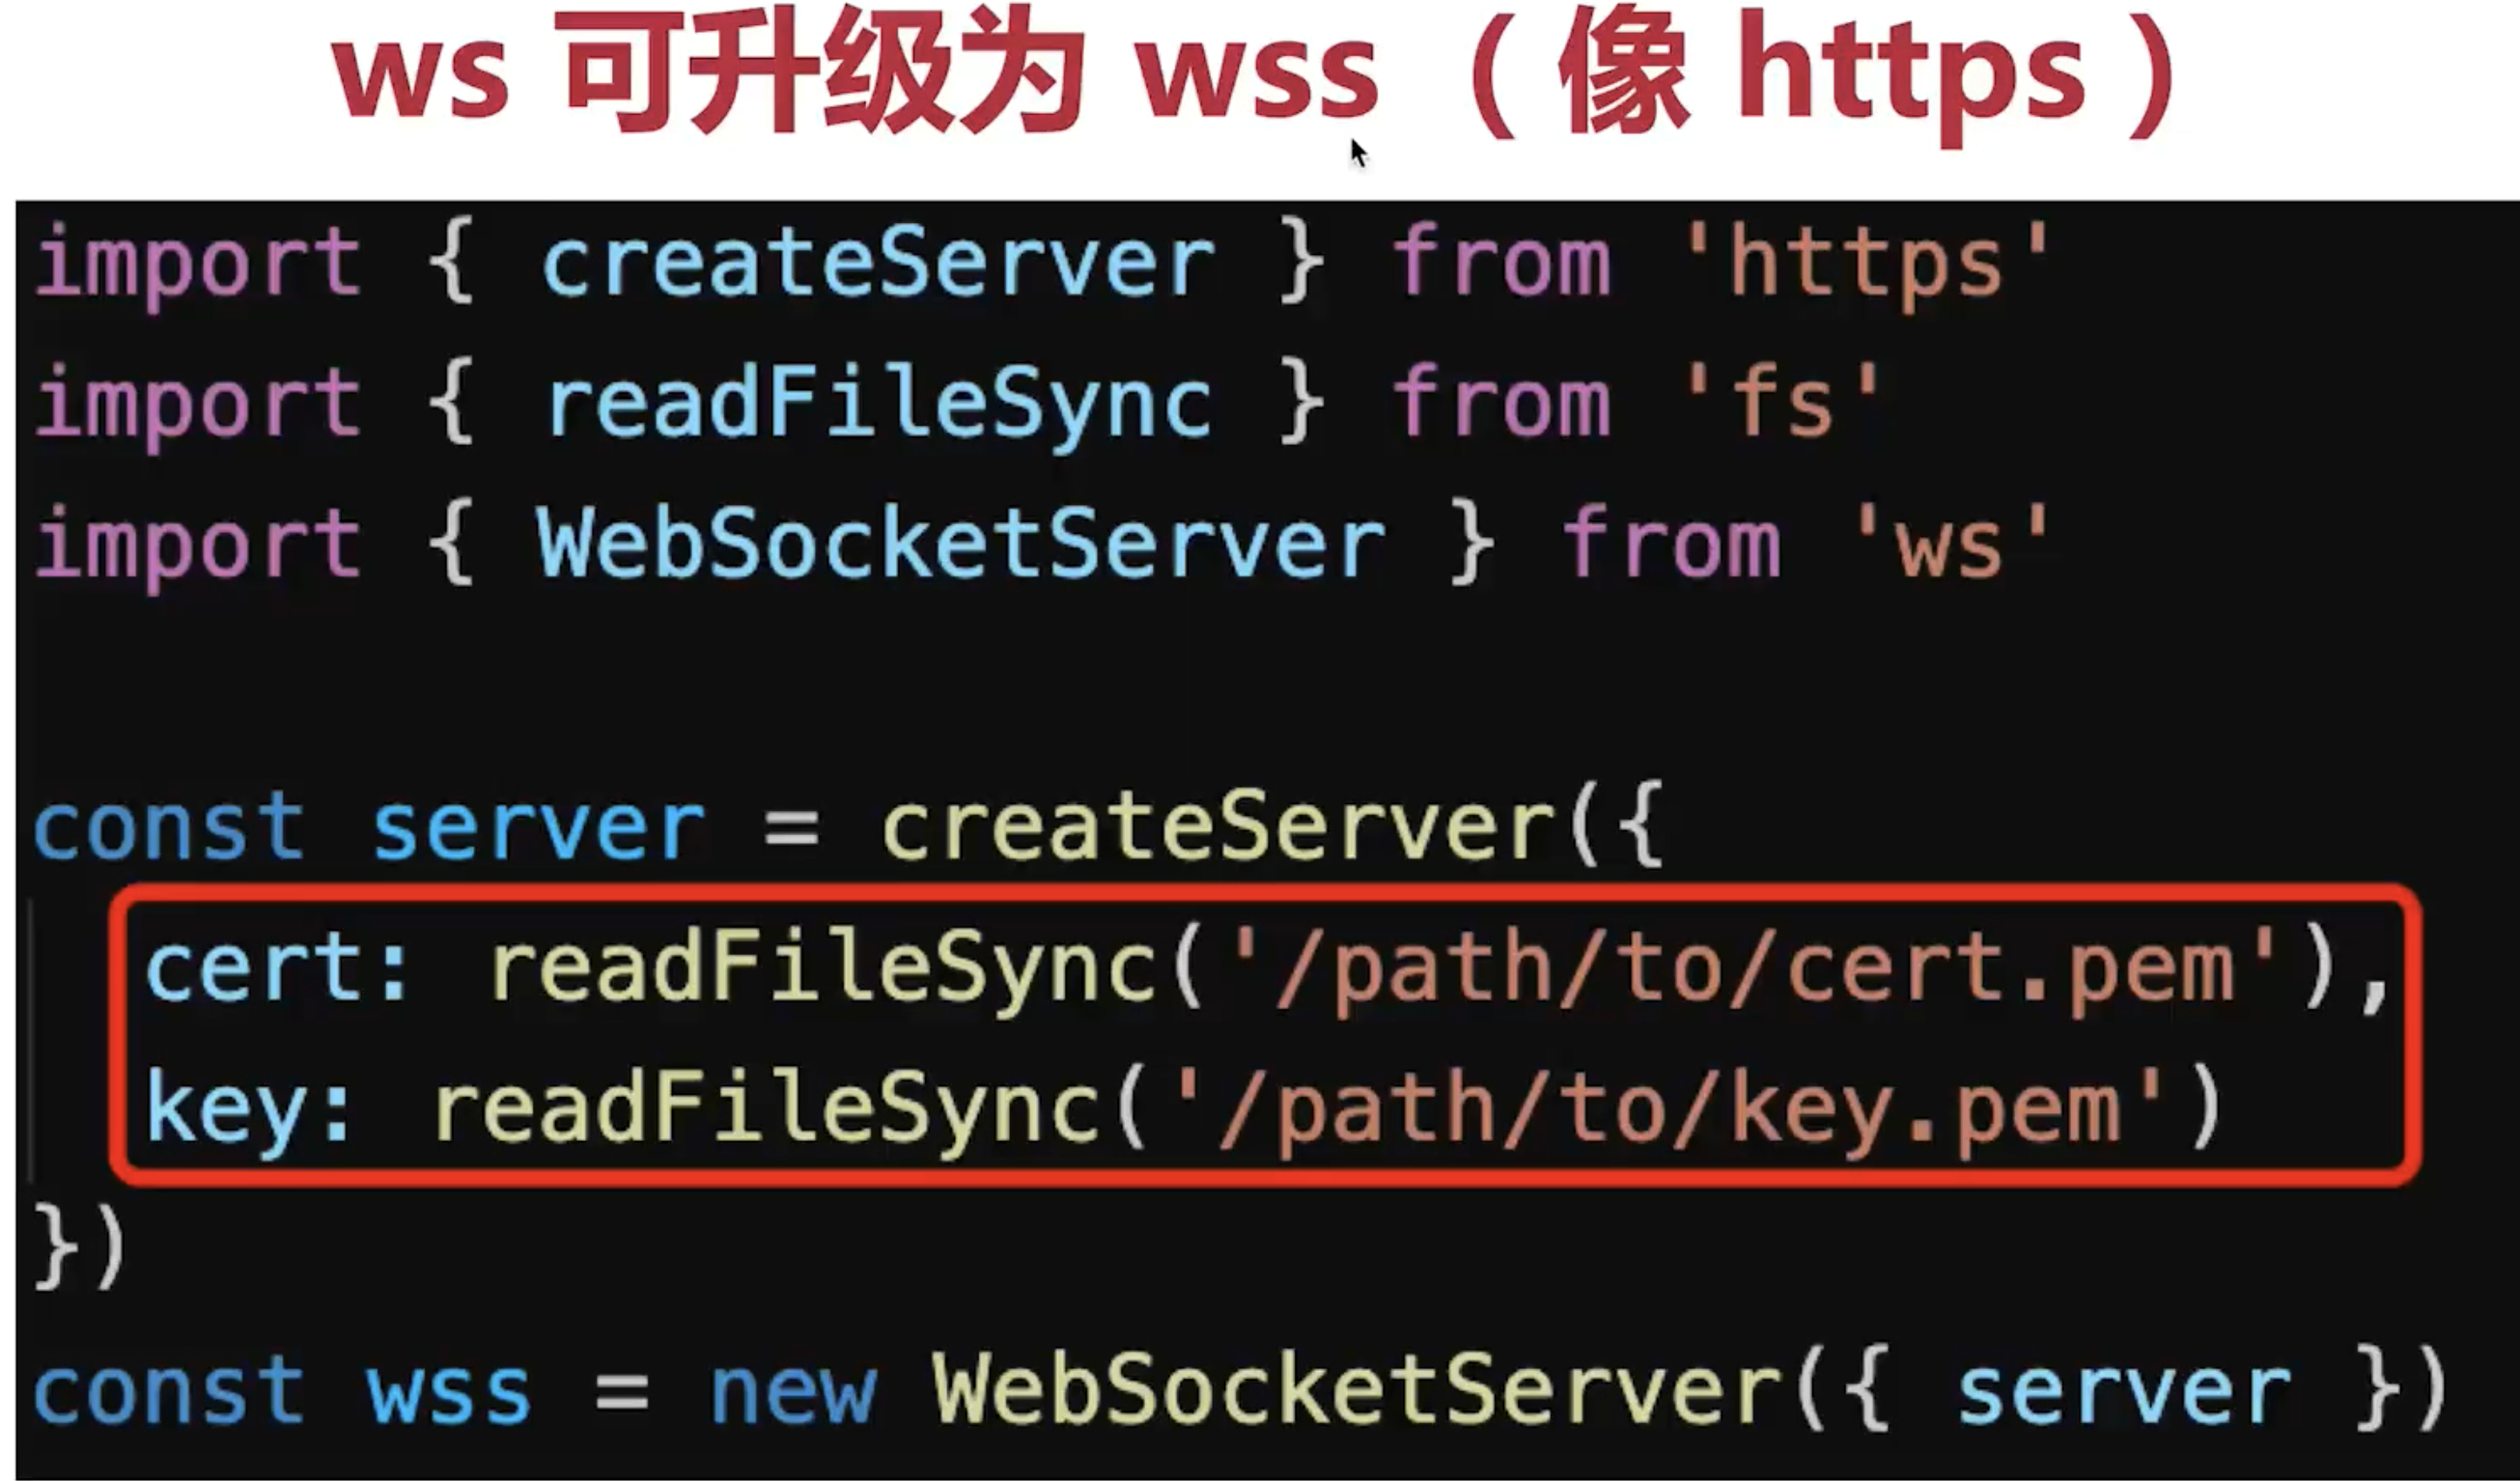 ws 可升级为 wss （像 https）
import { createServer } from 'https'
import { readFileSync } from 'fs'
import { WebSocketServer } from 'ws'
const server = createServer({
cert: readFileSync('/path/to/cert.pem'),
key: readFileSync('/path/to/key.pem')
})
const wss = new WebSocketServer({ server })